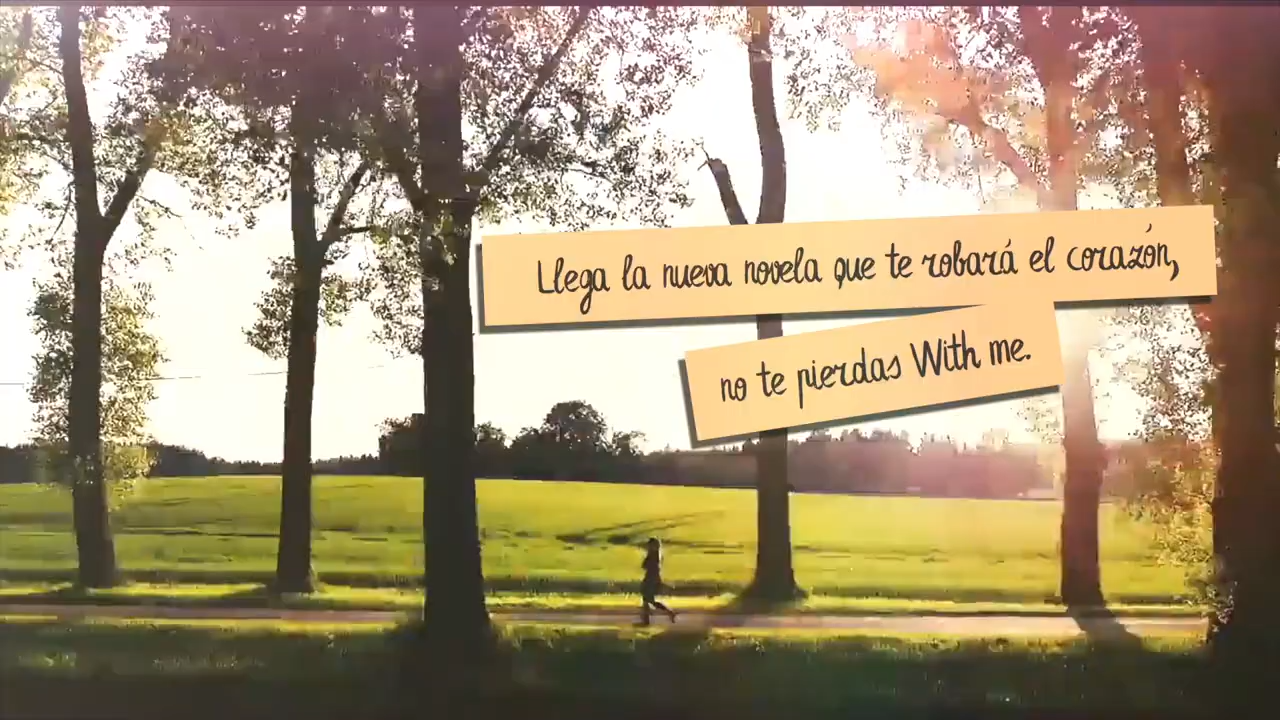 Llega la nueva novela que te robará el corazón,
no te pierdas With me.